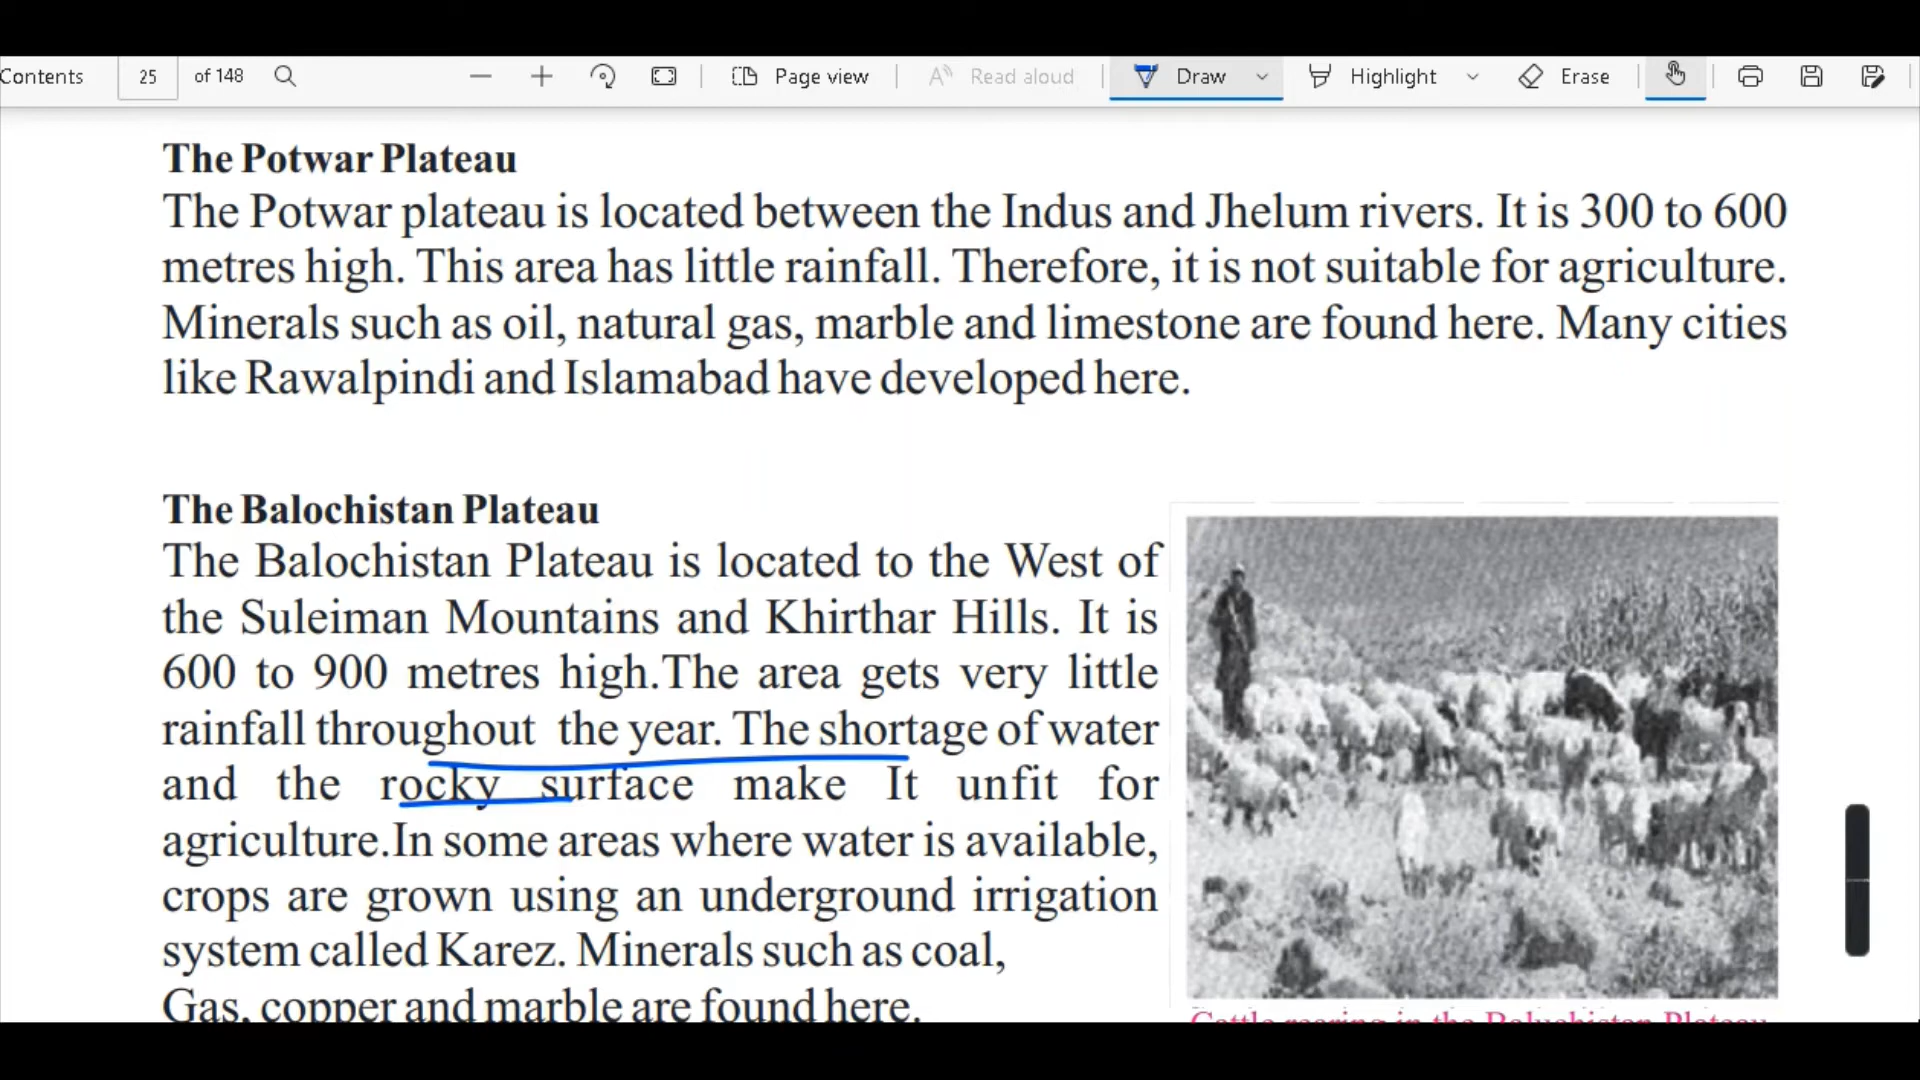 Contents 25 of 148 Page view Read aloud Draw Highlight Erase
The Potwar Plateau
The Potwar plateau is located between the Indus and Jhelum rivers. It is 300 to 600
metres high. This area has little rainfall. Therefore, it is not suitable for agriculture.
Minerals such as oil, natural gas, marble and limestone are found here. Many cities
like Rawalpindi and Islamabad have developed here.
The Balochistan Plateau
The Balochistan Plateau is located to the West of
the Suleiman Mountains and Khirthar Hills. It is
600 to 900 metres high.The area gets very little
rainfall throughout the year. The shortage of water
and the rocky surface make It unfit for
agriculture.In some areas where water is available,
crops are grown using an underground irrigation
system called Karez. Minerals such as coal,
Gas, copper and marble are found here.
Cattle rearing in the Baluchistan Plateau